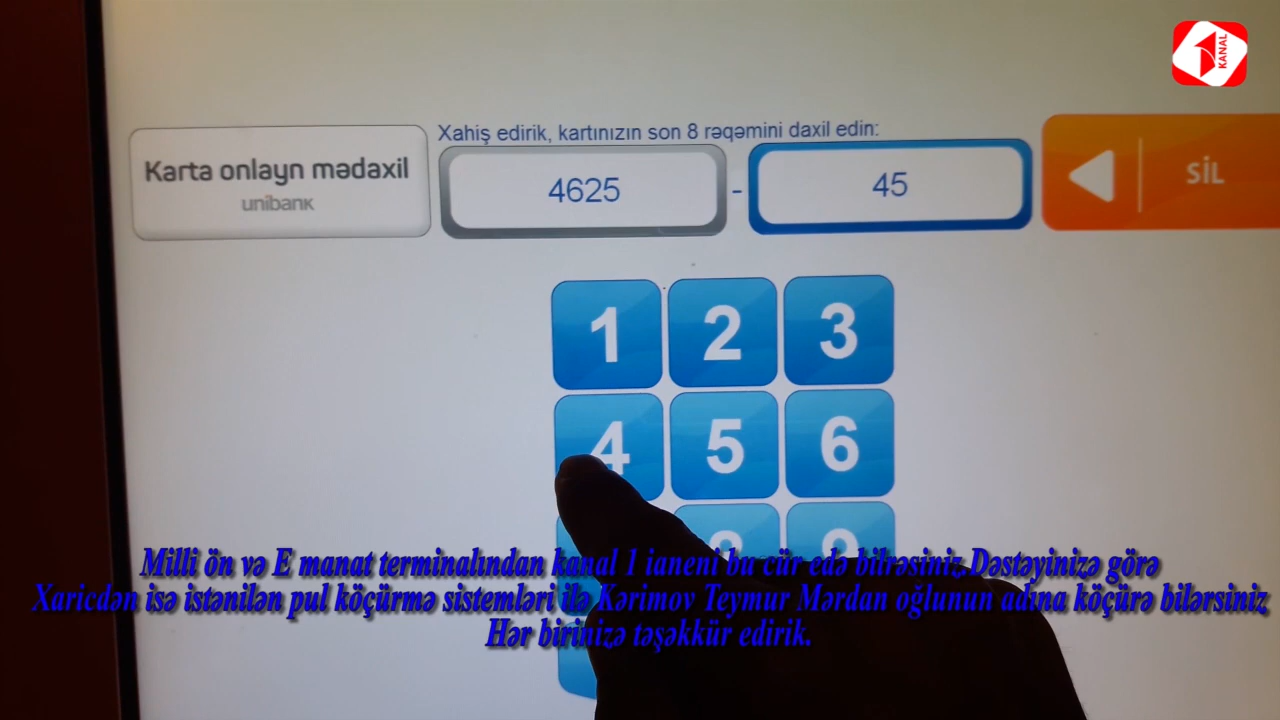 KANAL
Xahiş edirik, kartınızın son 8 rəqəmini daxil edin:
Karta onlayn mədaxil
unibank
4625 - 45
SİL
1 2 3
4 5 6
Milli ön və E manat terminalından kanal 1 ianeni bu cür edə bilrəsiniz.Dəstəyinizə görə
Xaricdən isə istənilən pul köçürmə sistemləri ilə Kərimov Teymur Mərdan oğlunun adına köçürə bilərsiniz
Hər birinizə təşəkkür edirik.